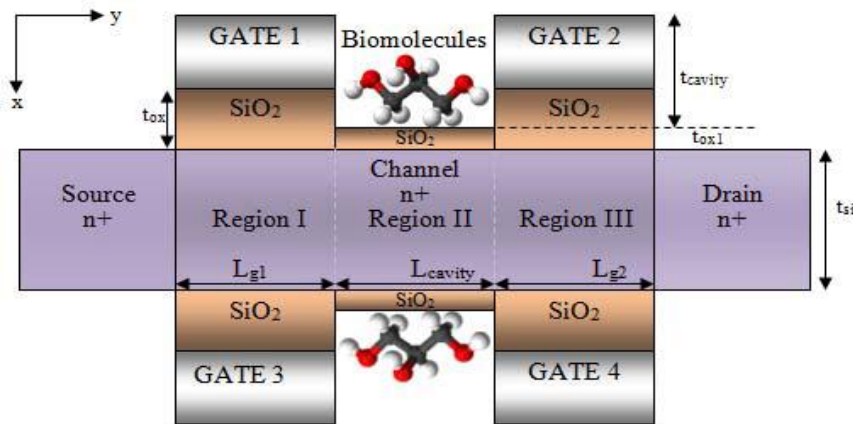 y
x
GATE 1
Biomolecules
GATE 2
tcavity
tox
SiO2
SiO2
SiO2
tox1
Source
n+
Channel
n+
Drain
n+
tsi
Region I
Region II
Region III
Lg1
Lcavity
Lg2
SiO2
SiO2
SiO2
GATE 3
GATE 4